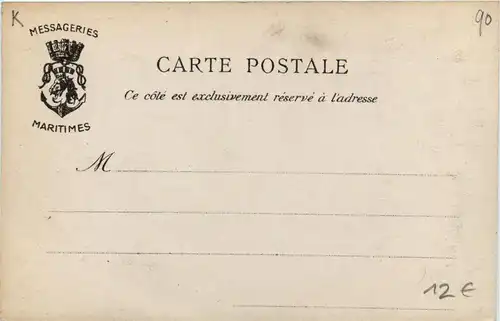 K
90
MESSAGERIES
MARITIMES
CARTE POSTALE
Ce côté est exclusivement réservé à l'adresse
M
12 €